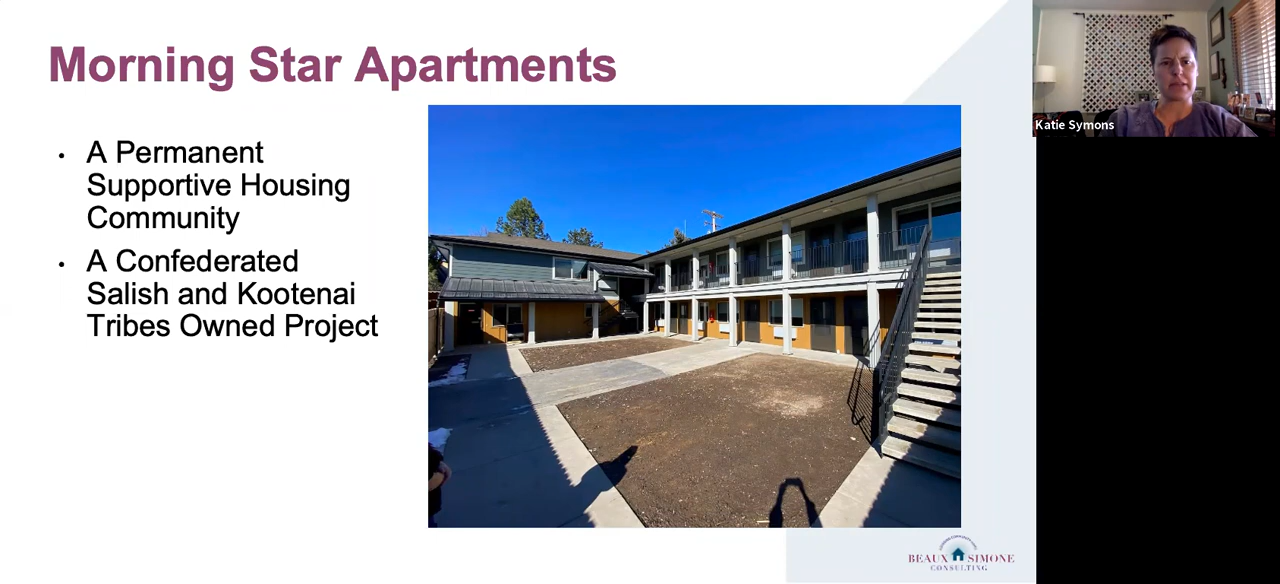 Morning Star Apartments
• A Permanent
Supportive Housing
Community
• A Confederated
Salish and Kootenai
Tribes Owned Project
Katie Symons
BEAUX SIMONE
CONSULTING